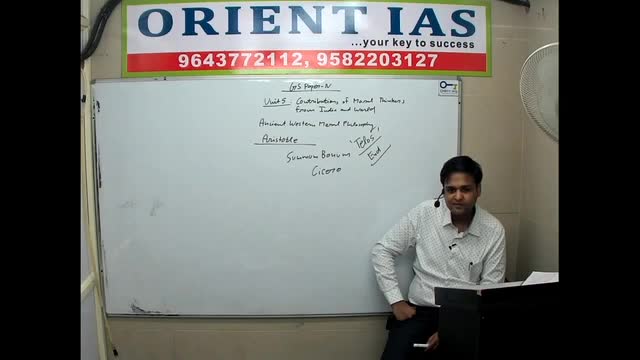 ORIENT IAS
...your key to success
9643772112, 9582203127
GS Paper-IV
Unit 5 Contributions of Moral Thinkers
from India and World
Ancient Western Moral Philosophy
Aristotle
'Telos'
Summum Bonum
End
Cicero